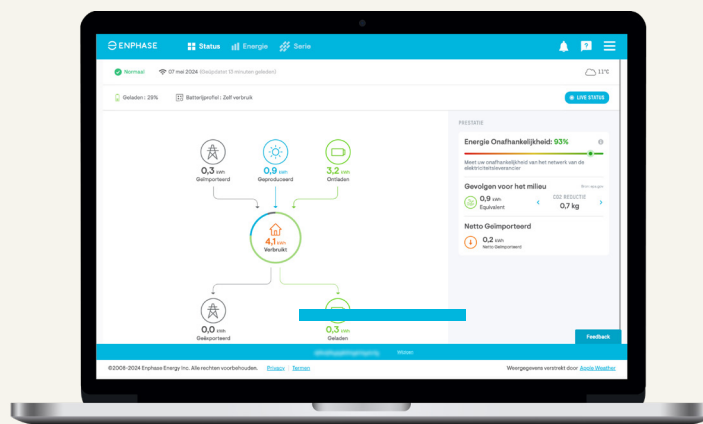 ENPHASE
Status
Energie
Serie
Normaal
07 mei 2024 (Geüpdatet 13 minuten geleden)
11°C
Geladen : 29%
Batterijprofiel : Zelf verbruik
LIVE STATUS
PRESTATIE
Energie Onafhankelijkheid: 93%
Meet uw onafhankelijkheid van het netwerk van de
elektriciteitsleverancier
0,3 kWh
Geïmporteerd
0,9 kWh
Geproduceerd
3,2 kWh
Ontladen
Gevolgen voor het milieu
0,9 kWh
Equivalent
CO2 REDUCTIE
0,7 kg
4,1 kWh
Verbruikt
Netto Geïmporteerd
0,2 kWh
Netto Geïmporteerd
0,0 kWh
Geëxporteerd
0,3 kWh
Geladen
Feedback
©2008-2024 Enphase Energy Inc. Alle rechten voorbehouden.
Privacy
Termen
Weergegevens verstrekt door Apple Weather